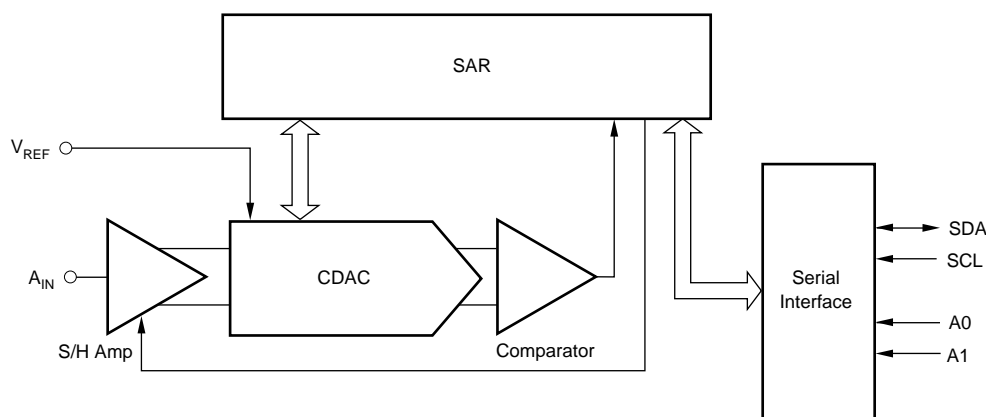 SAR
V_REF
SDA
CDAC
SCL
A_IN
Serial
Interface
A0
S/H Amp
Comparator
A1